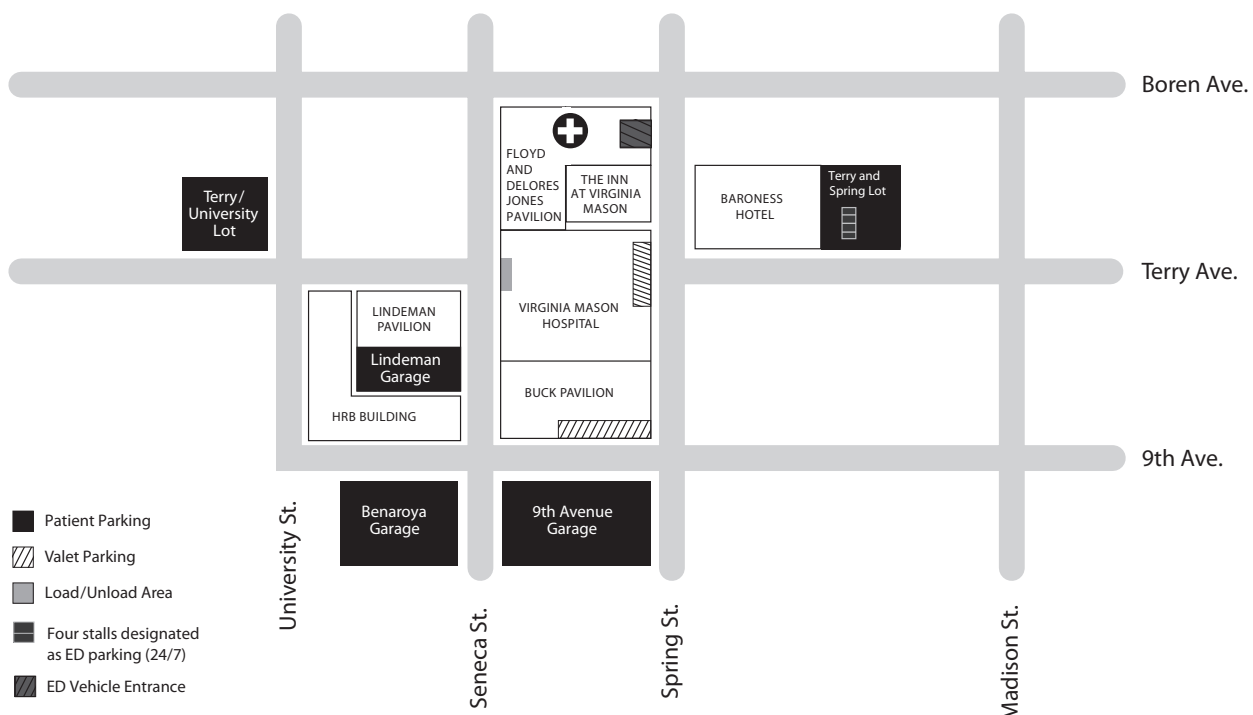 Boren Ave.
FLOYD
AND
DELORES
JONES
PAVILION
THE INN
AT VIRGINIA
MASON
BARONESS
HOTEL
Terry and
Spring Lot
Terry/
University
Lot
Terry Ave.
LINDEMAN
PAVILION
Lindeman
Garage
HRB BUILDING
VIRGINIA MASON
HOSPITAL
BUCK PAVILION
9th Ave.
Benaroya
Garage
9th Avenue
Garage
University St.
Seneca St.
Spring St.
Madison St.
Patient Parking
Valet Parking
Load/Unload Area
Four stalls designated
as ED parking (24/7)
ED Vehicle Entrance